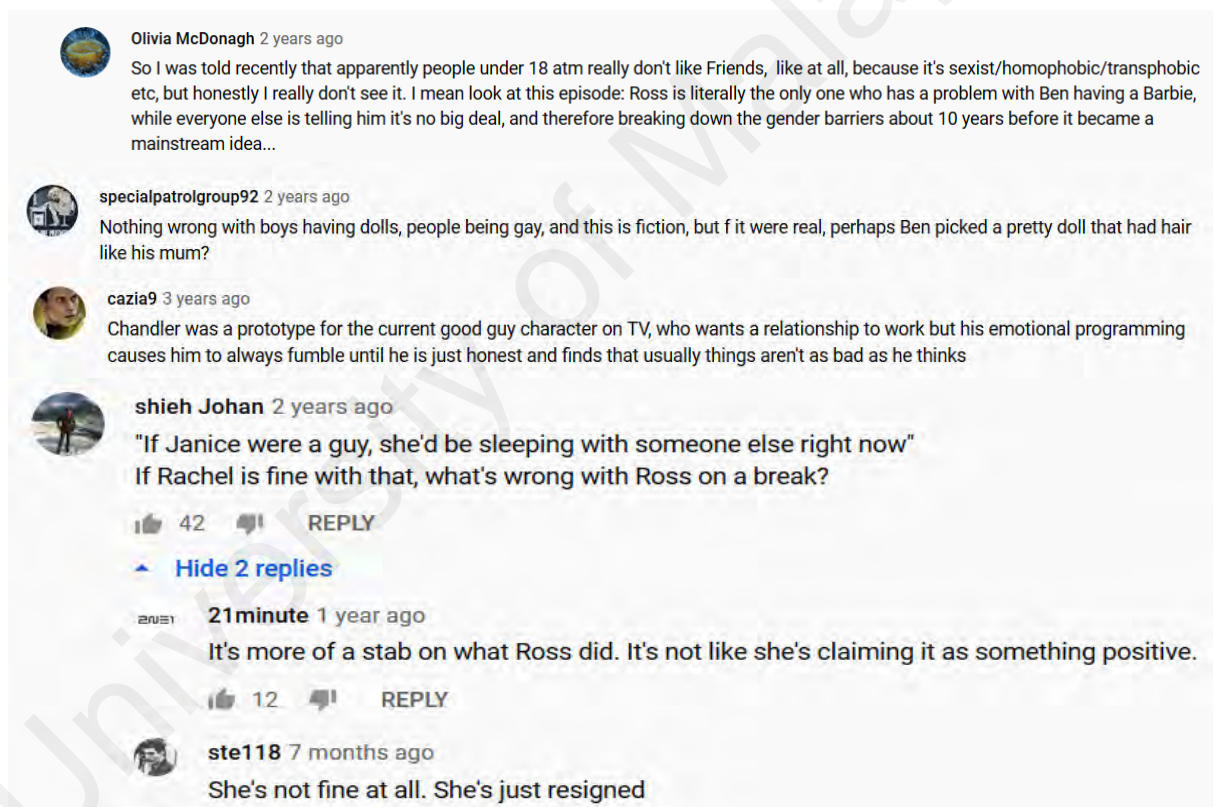 Olivia McDonagh 2 years ago
So I was told recently that apparently people under 18 atm really don't like Friends, like at all, because it's sexist/homophobic/transphobic
etc, but honestly I really don't see it. I mean look at this episode: Ross is literally the only one who has a problem with Ben having a Barbie,
while everyone else is telling him it's no big deal, and therefore breaking down the gender barriers about 10 years before it became a
mainstream idea...
specialpatrolgroup92 2 years ago
Nothing wrong with boys having dolls, people being gay, and this is fiction, but f it were real, perhaps Ben picked a pretty doll that had hair
like his mum?
cazia9 3 years ago
Chandler was a prototype for the current good guy character on TV, who wants a relationship to work but his emotional programming
causes him to always fumble until he is just honest and finds that usually things aren't as bad as he thinks
shieh Johan 2 years ago
"If Janice were a guy, she'd be sleeping with someone else right now"
If Rachel is fine with that, what's wrong with Ross on a break?
42 REPLY
Hide 2 replies
21minute 1 year ago
It's more of a stab on what Ross did. It's not like she's claiming it as something positive.
12 REPLY
ste118 7 months ago
She's not fine at all. She's just resigned
University of Mala